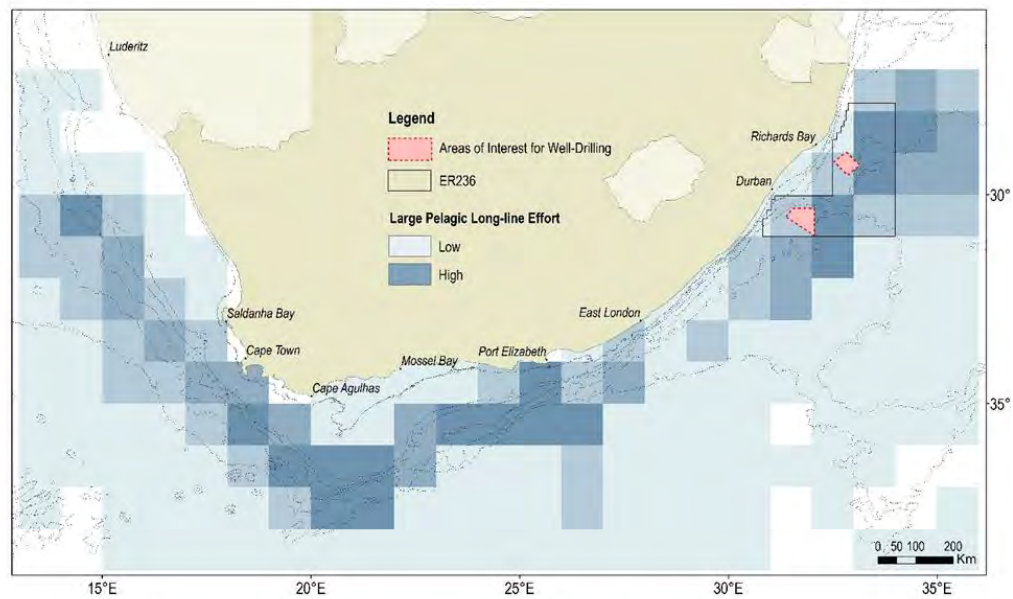 Luderitz
Legend
Areas of Interest for Well-Drilling
ER236
Large Pelagic Long-line Effort
Low
High
Richards Bay
Durban
30°
Saldanha Bay
Cape Town
East London
Port Elizabeth
Mossel Bay
Cape Agulhas
35°
0 50 100 200
Km
15°E 20°E 25°E 30°E 35°E